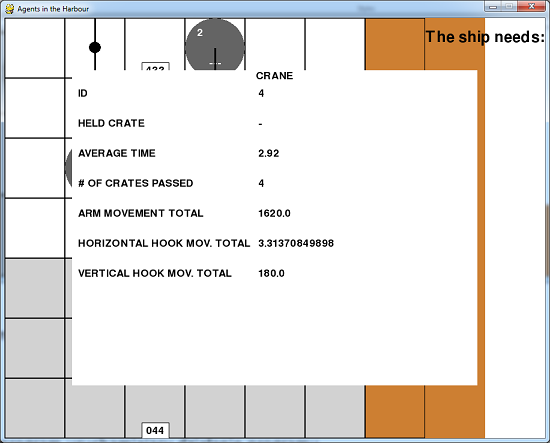 Agents in the Harbour
2
The ship needs:
CRANE
ID 4
HELD CRATE -
AVERAGE TIME 2.92
# OF CRATES PASSED 4
ARM MOVEMENT TOTAL 1620.0
HORIZONTAL HOOK MOV. TOTAL 3.31370849898
VERTICAL HOOK MOV. TOTAL 180.0
044